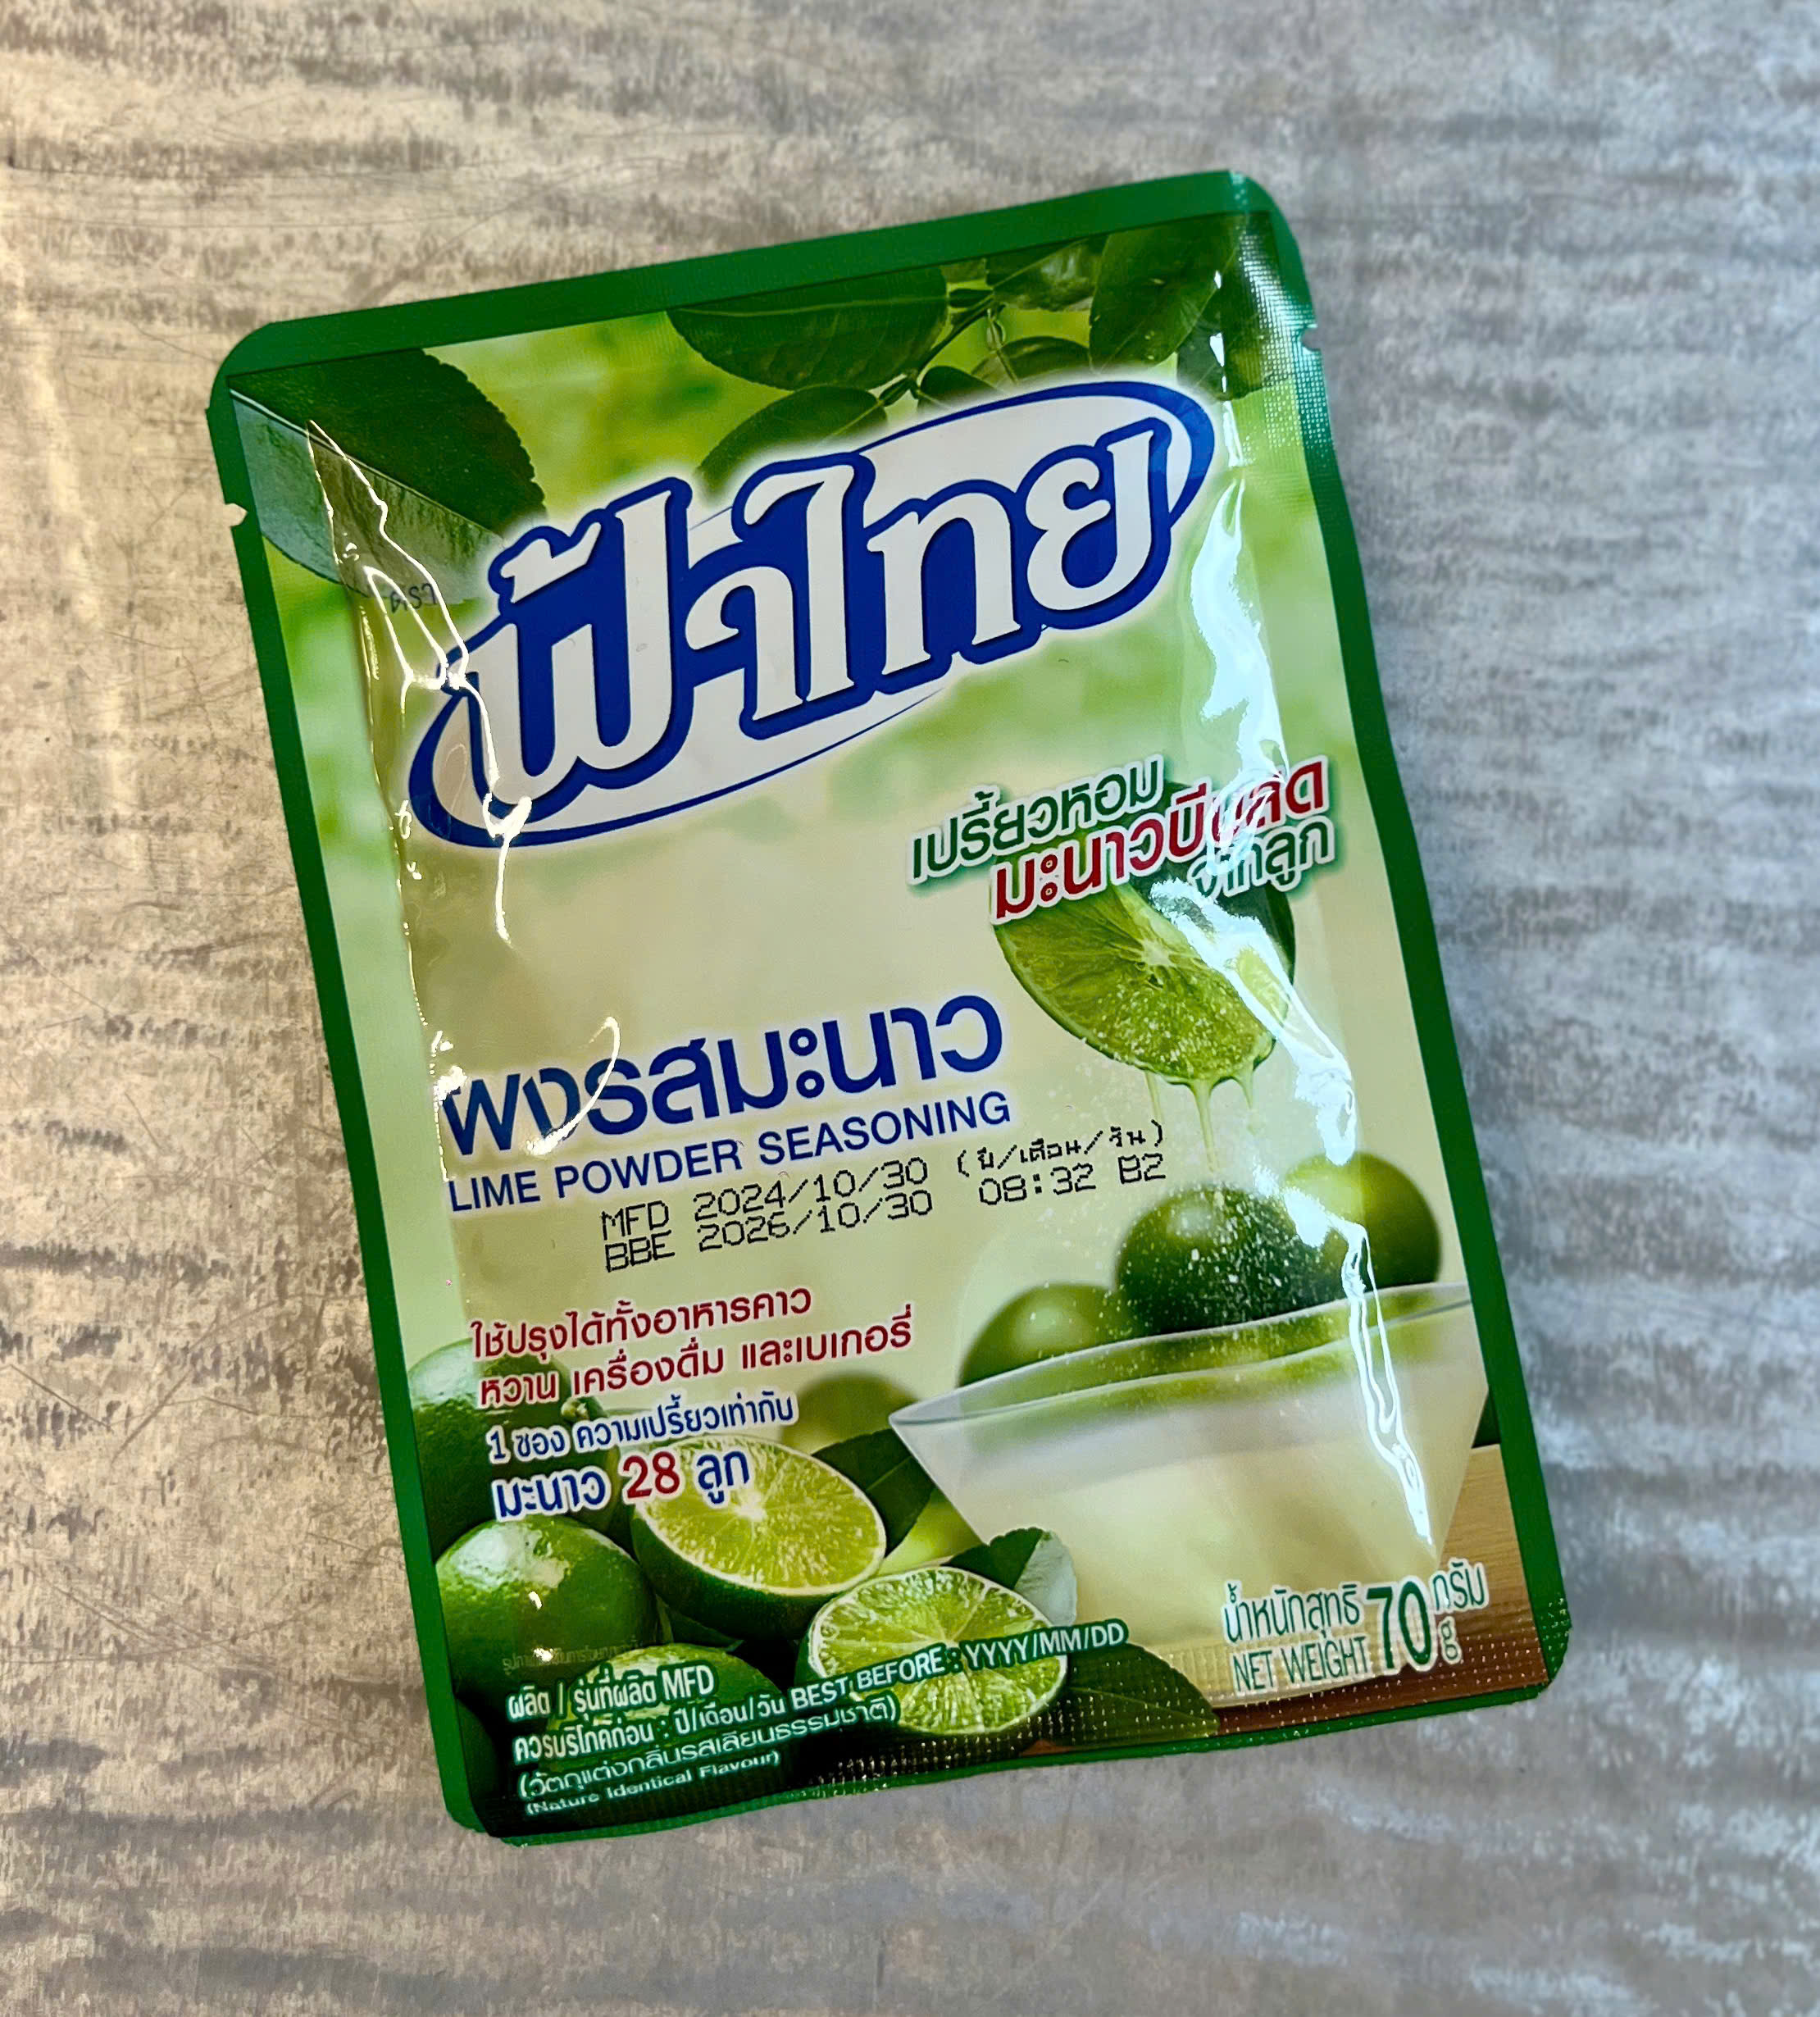 ตรา
ฟ้าไทย
เปรี้ยวหอม
มะนาวบีบสด
จากลูก
ผงรสมะนาว
LIME POWDER SEASONING
MFD 2024/10/30 (ปี/เดือน/วัน)
BBE 2026/10/30 08:32 B2
ใช้ปรุงได้ทั้งอาหารคาว
หวาน เครื่องดื่ม และเบเกอรี่
1 ซอง ความเปรี้ยวเท่ากับ
มะนาว 28 ลูก
น้ำหนักสุทธิ 70 กรัม
NET WEIGHT g
ผลิต / รุ่นที่ผลิต MFD
ควรบริโภคก่อน : ปี/เดือน/วัน BEST BEFORE : YYYY/MM/DD
(วัตถุแต่งกลิ่นรสเลียนธรรมชาติ)
(Nature Identical Flavour)